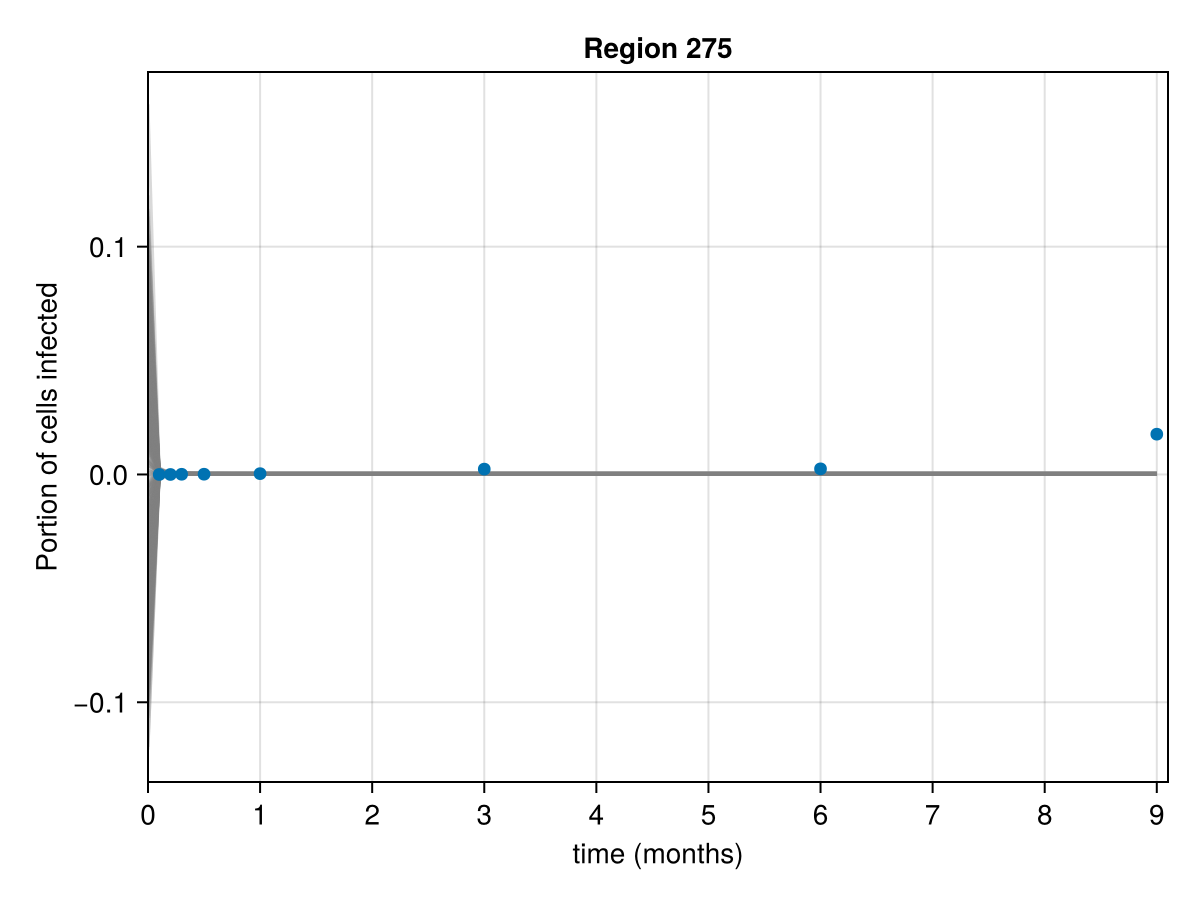 Region 275
Portion of cells infected
0.1
0.0
−0.1
0 1 2 3 4 5 6 7 8 9
time (months)